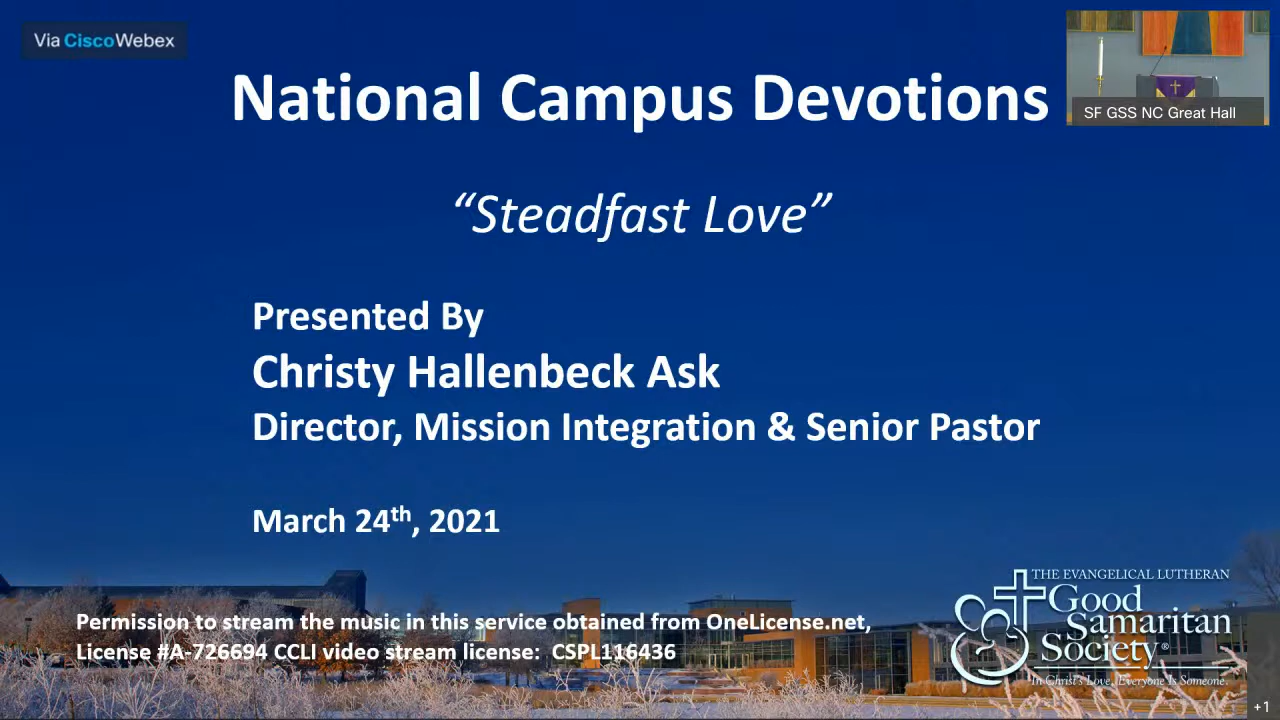 Via CiscoWebex
National Campus Devotions
SF GSS NC Great Hall
“Steadfast Love”
Presented By
Christy Hallenbeck Ask
Director, Mission Integration & Senior Pastor
March 24th, 2021
Permission to stream the music in this service obtained from OneLicense.net,
License #A-726694 CCLI video stream license:  CSPL116436
THE EVANGELICAL LUTHERAN
Good
Samaritan
Society®
In Christ's Love, Everyone Is Someone.
+1